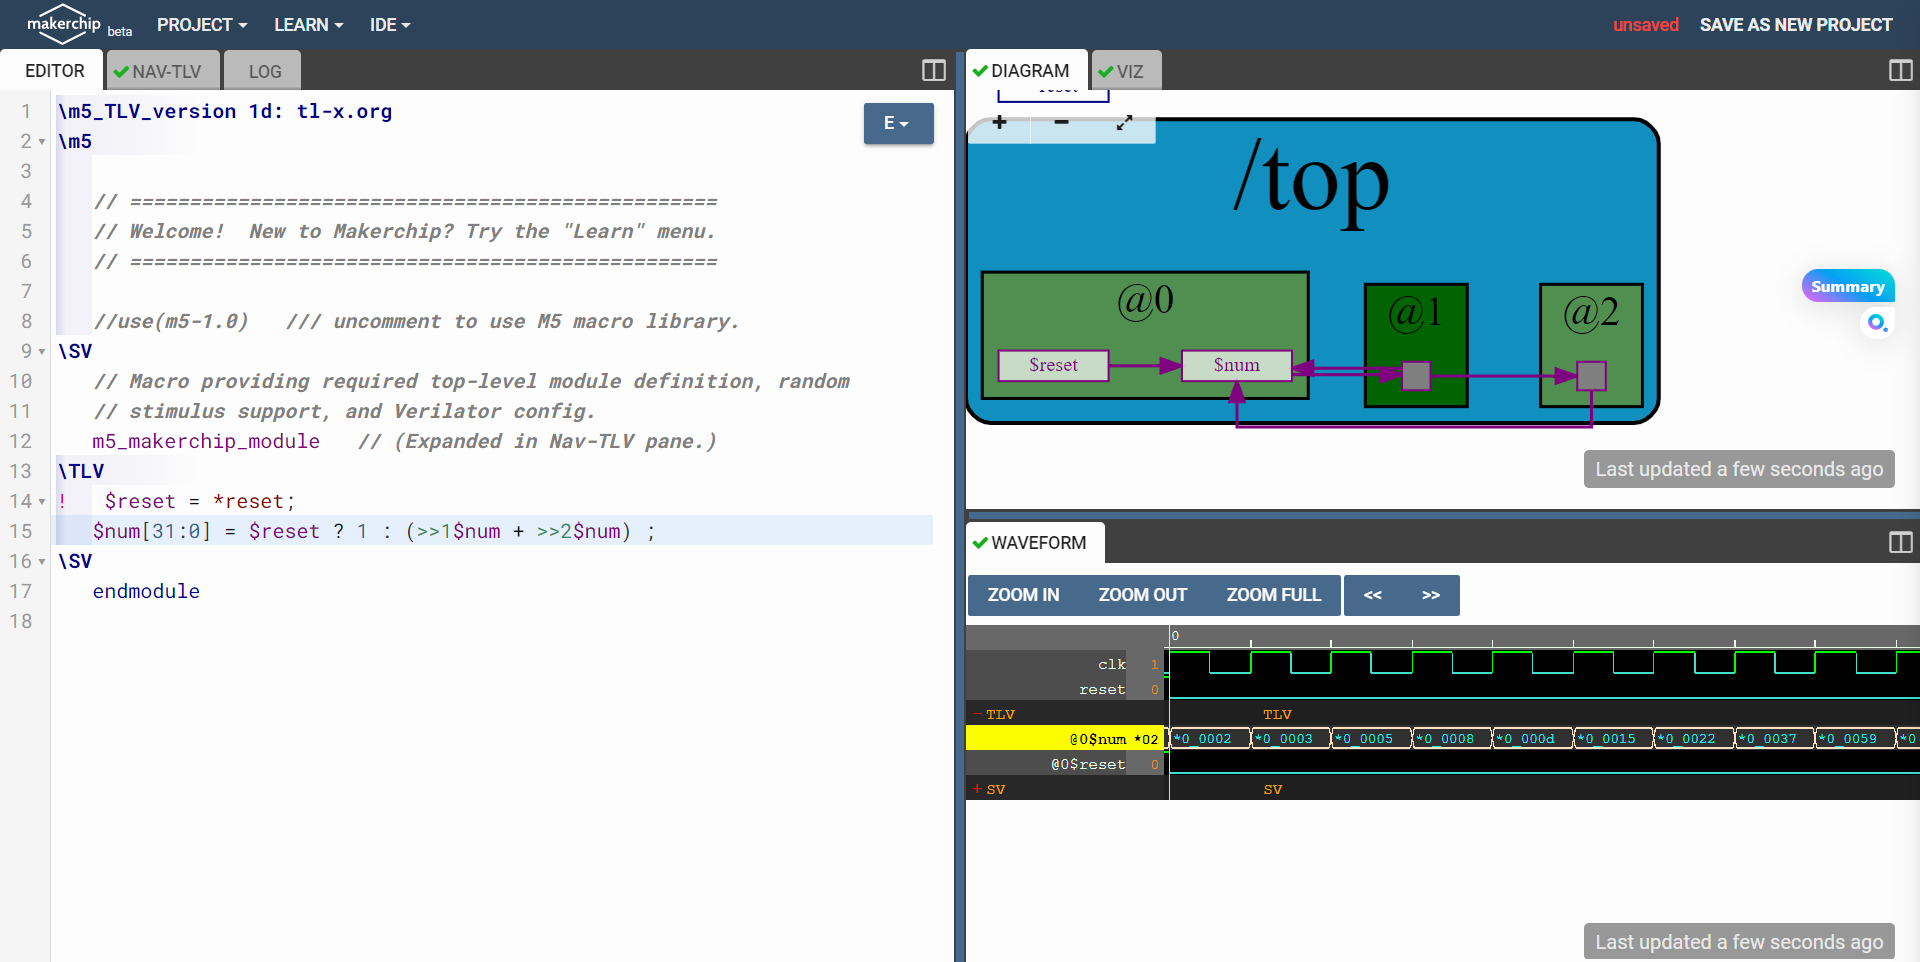 makerchip beta PROJECT LEARN IDE unsaved SAVE AS NEW PROJECT
EDITOR NAV-TLV LOG
1 \m5_TLV_version 1d: tl-x.org
2 \m5
3
4 // =================================================
5 // Welcome!  New to Makerchip? Try the "Learn" menu.
6 // =================================================
7
8 //use(m5-1.0)   /// uncomment to use M5 macro library.
9 \SV
10 // Macro providing required top-level module definition, random
11 // stimulus support, and Verilator config.
12 m5_makerchip_module   // (Expanded in Nav-TLV pane.)
13 \TLV
14 !   $reset = *reset;
15 $num[31:0] = $reset ? 1 : (>>1$num + >>2$num) ;
16 \SV
17 endmodule
18
E
DIAGRAM VIZ
+ −
/top
@0 @1 @2
$reset $num
Summary
Last updated a few seconds ago
WAVEFORM
ZOOM IN ZOOM OUT ZOOM FULL << >>
0
clk 1
reset 0
- TLV TLV
@0$num *02 *0_0002 *0_0003 *0_0005 *0_0008 *0_000d *0_0015 *0_0022 *0_0037 *0_0059 *0
@0$reset 0
+ SV SV
Last updated a few seconds ago